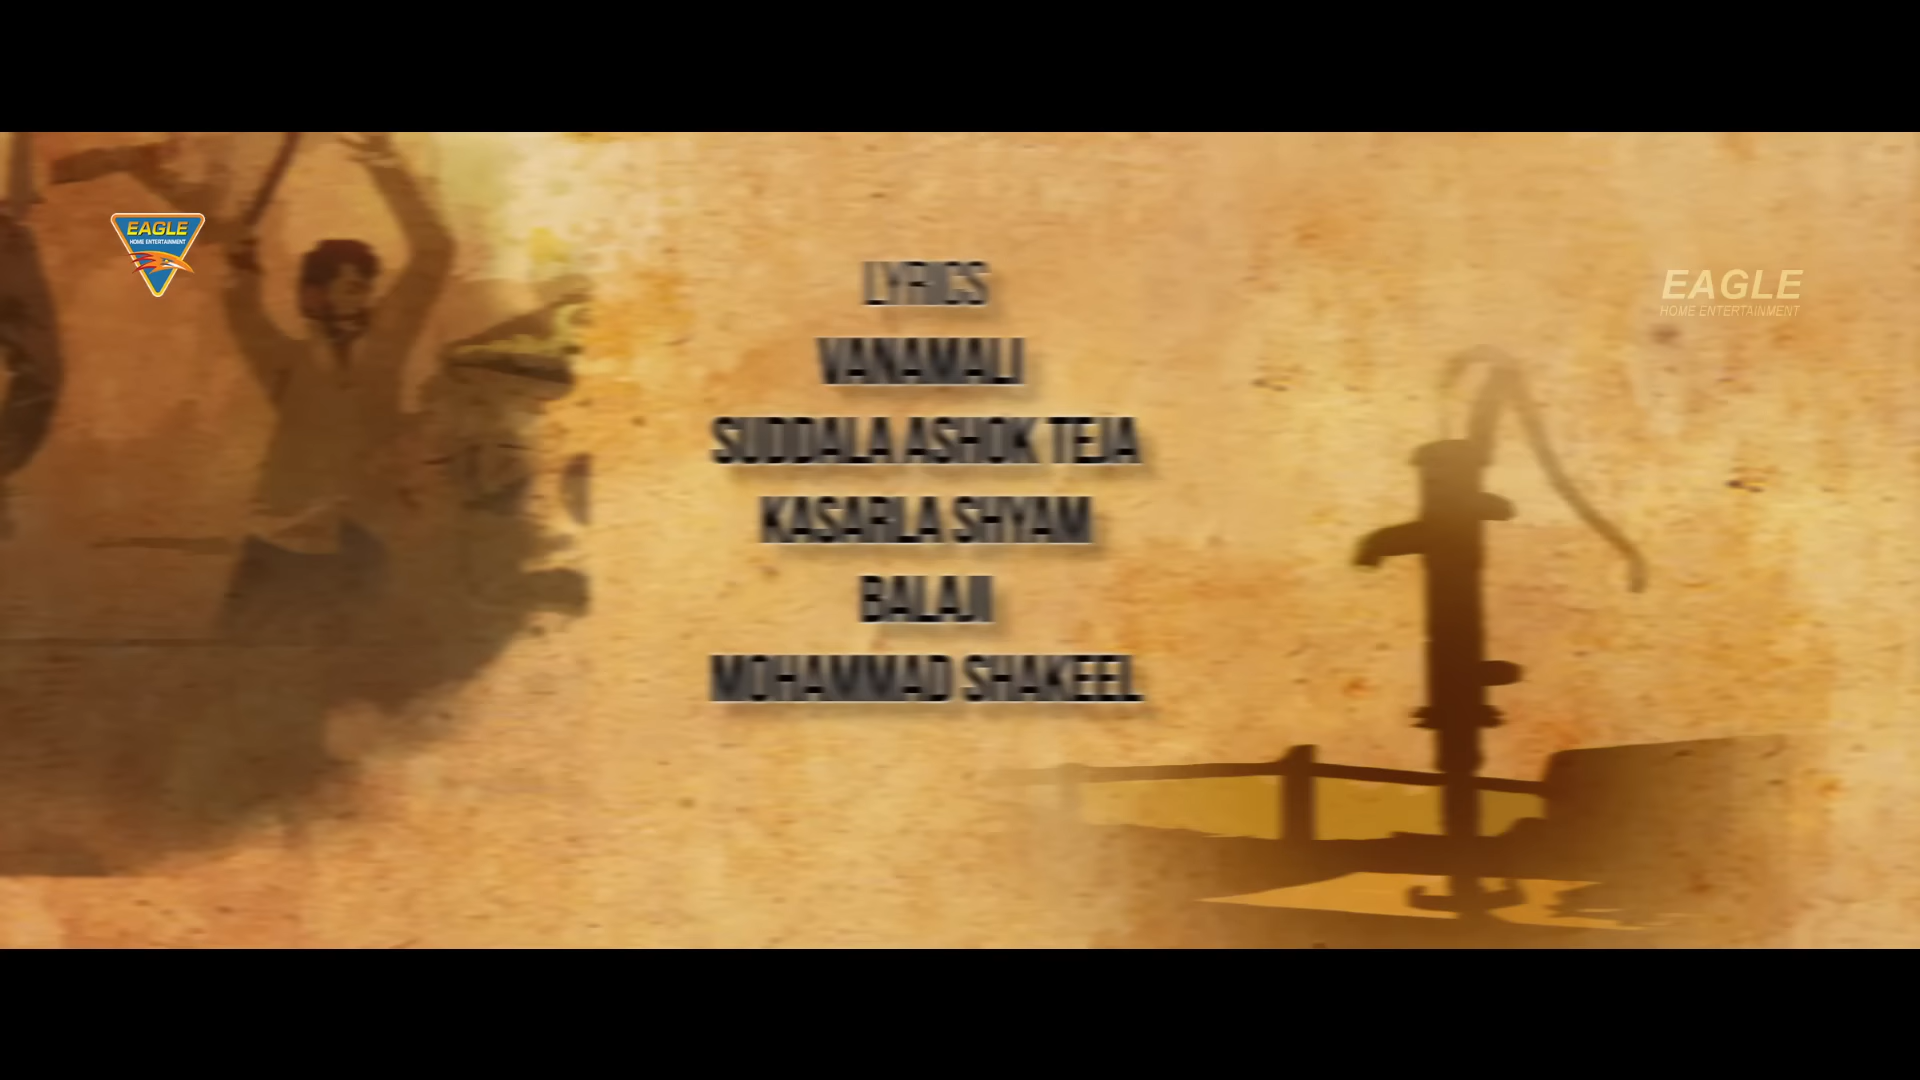 EAGLE
HOME ENTERTAINMENT
EAGLE
HOME ENTERTAINMENT
LYRICS
VANAMALI
SUDDALA ASHOK TEJA
KASARLA SHYAM
BALAJI
MOHAMMAD SHAKEEL